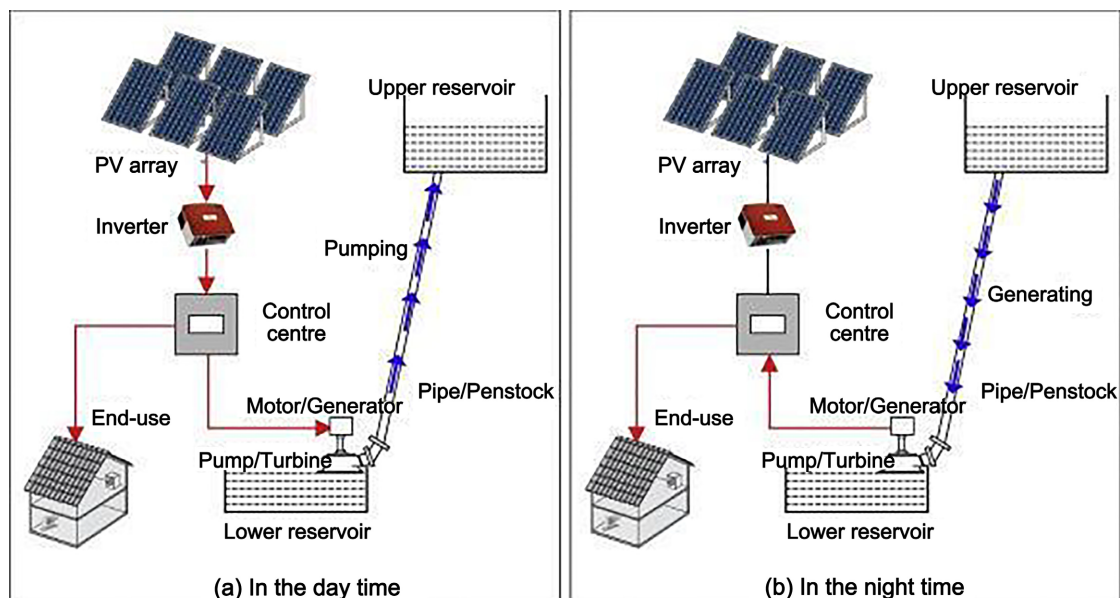 Upper reservoir
PV array
Inverter
Pumping
Control
centre
Pipe/Penstock
Motor/Generator
End-use
Pump/Turbine
Lower reservoir
(a) In the day time
Upper reservoir
PV array
Inverter
Generating
Control
centre
Pipe/Penstock
Motor/Generator
End-use
Pump/Turbine
Lower reservoir
(b) In the night time